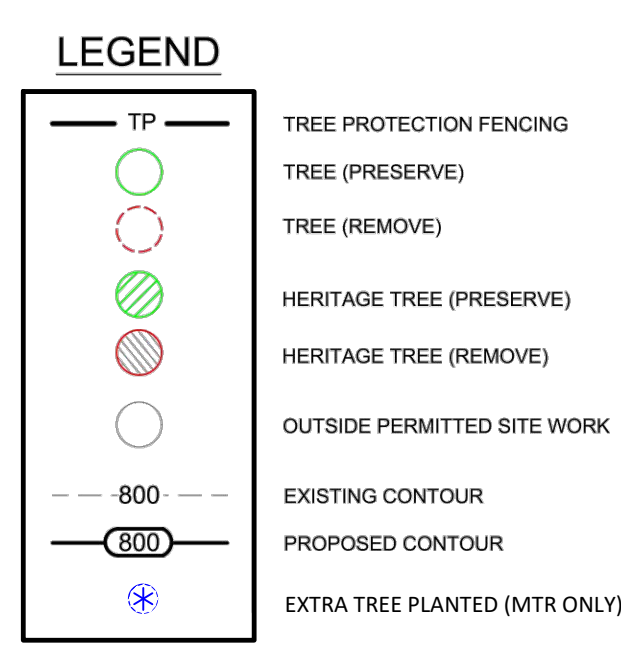 LEGEND
TP TREE PROTECTION FENCING
TREE (PRESERVE)
TREE (REMOVE)
HERITAGE TREE (PRESERVE)
HERITAGE TREE (REMOVE)
OUTSIDE PERMITTED SITE WORK
800 EXISTING CONTOUR
800 PROPOSED CONTOUR
EXTRA TREE PLANTED (MTR ONLY)